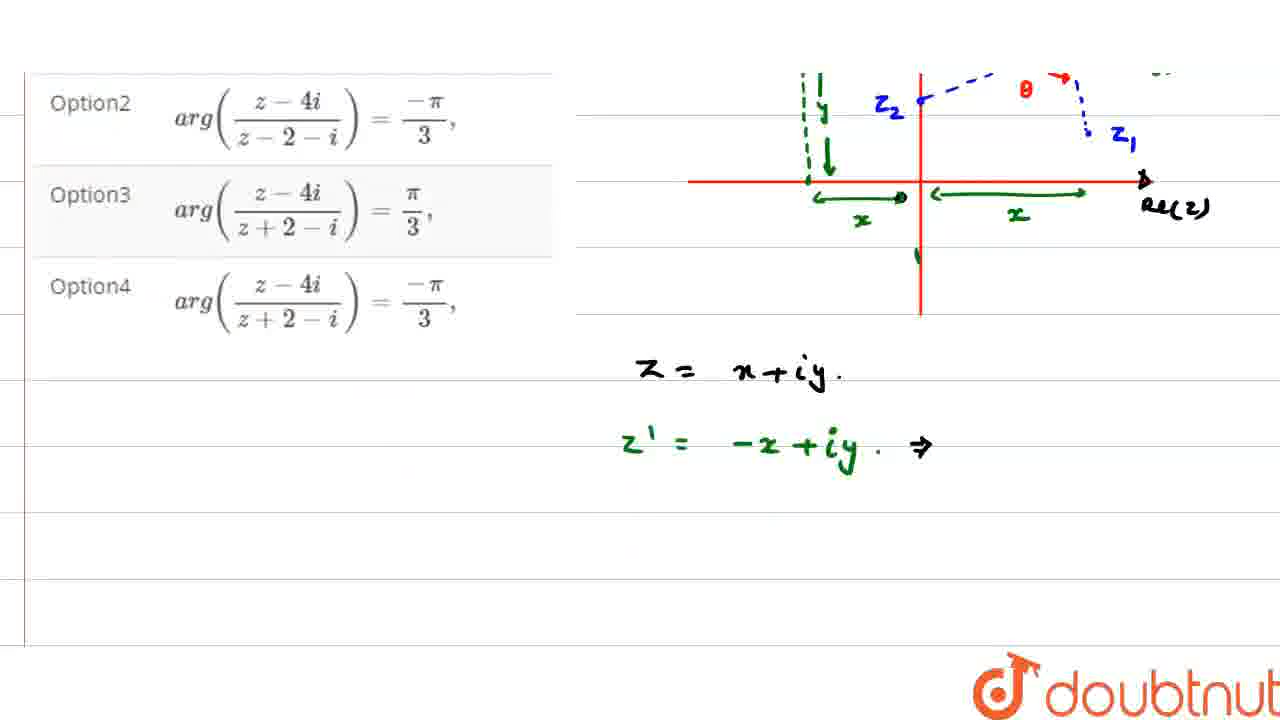 Option2 arg((z − 4i)/(z − 2 − i)) = −π/3,
Option3 arg((z − 4i)/(z + 2 − i)) = π/3,
Option4 arg((z − 4i)/(z + 2 − i)) = −π/3,
θ
y
z2
z1
x
x
Re(z)
z = x + iy.
z' = -x + iy. ⇒
doubtnut